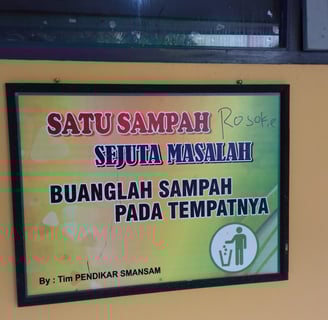 SATU SAMPAH Rosok.e
SEJUTA MASALAH
BUANGLAH SAMPAH
PADA TEMPATNYA
By : Tim PENDIKAR SMANSAM